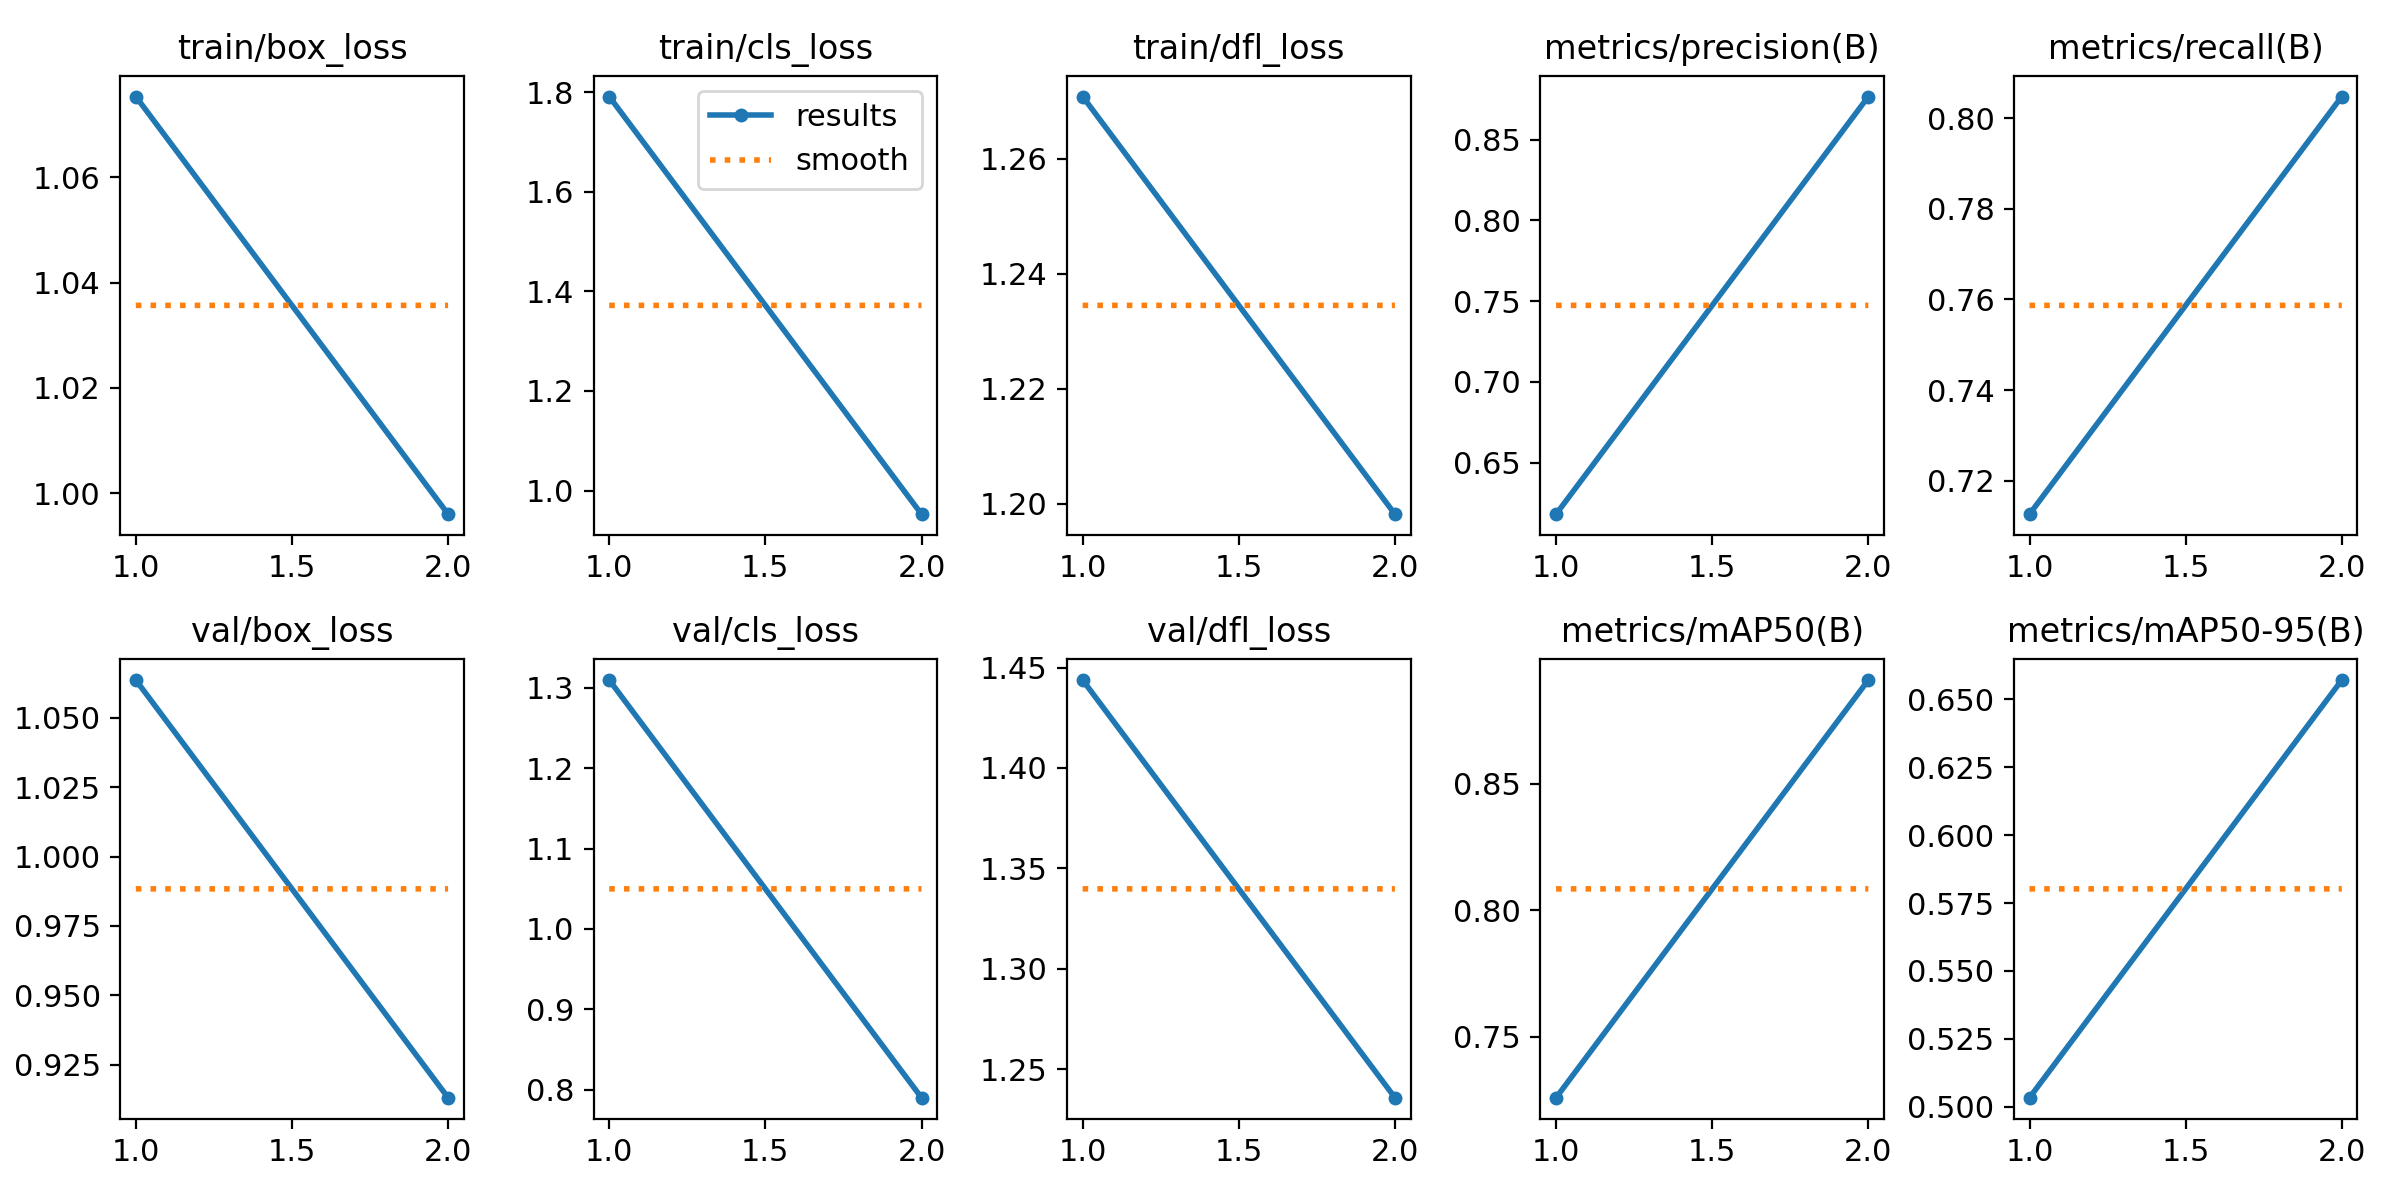 train/box_loss
1.06
1.04
1.02
1.00
1.0 1.5 2.0
train/cls_loss
results
smooth
1.8
1.6
1.4
1.2
1.0
1.0 1.5 2.0
train/dfl_loss
1.26
1.24
1.22
1.20
1.0 1.5 2.0
metrics/precision(B)
0.85
0.80
0.75
0.70
0.65
1.0 1.5 2.0
metrics/recall(B)
0.80
0.78
0.76
0.74
0.72
1.0 1.5 2.0
val/box_loss
1.050
1.025
1.000
0.975
0.950
0.925
1.0 1.5 2.0
val/cls_loss
1.3
1.2
1.1
1.0
0.9
0.8
1.0 1.5 2.0
val/dfl_loss
1.45
1.40
1.35
1.30
1.25
1.0 1.5 2.0
metrics/mAP50(B)
0.85
0.80
0.75
1.0 1.5 2.0
metrics/mAP50-95(B)
0.650
0.625
0.600
0.575
0.550
0.525
0.500
1.0 1.5 2.0